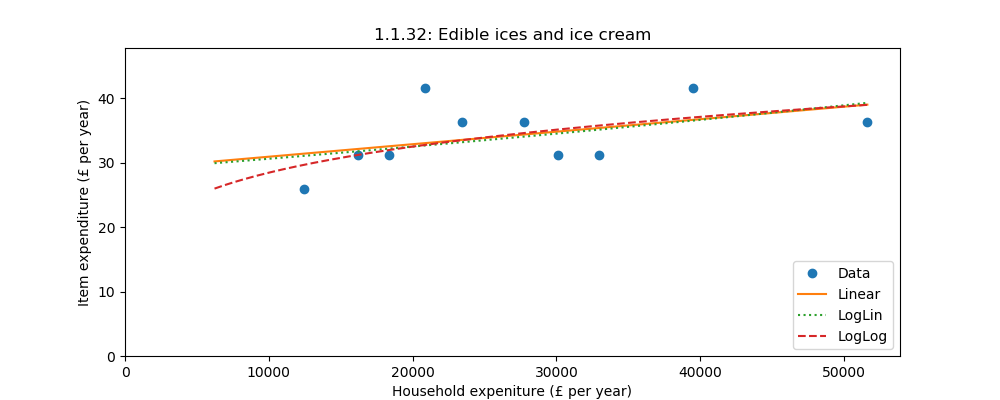 1.1.32: Edible ices and ice cream
Item expenditure (£ per year)
40
30
20
10
0
0 10000 20000 30000 40000 50000
Household expeniture (£ per year)
Data
Linear
LogLin
LogLog